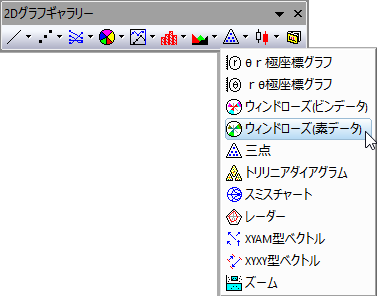 2Dグラフギャラリー
θr極座標グラフ
rθ極座標グラフ
ウィンドローズ(ビンデータ)
ウィンドローズ(素データ)
三点
トリリニアダイアグラム
スミスチャート
レーダー
XYAM型ベクトル
XYXY型ベクトル
ズーム